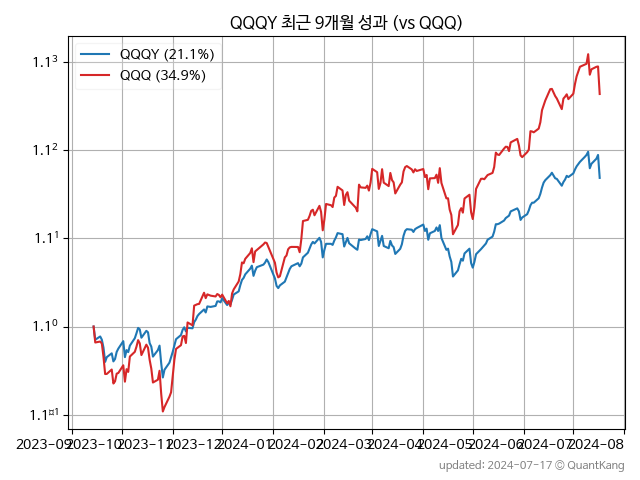 QQQY 최근 9개월 성과 (vs QQQ)
QQQY (21.1%)
QQQ (34.9%)
1.1³
1.1²
1.1¹
1.1⁰
1.1¤1
2023-09 2023-10 2023-11 2023-12 2024-01 2024-02 2024-03 2024-04 2024-05 2024-06 2024-07 2024-08
updated: 2024-07-17 © QuantKang